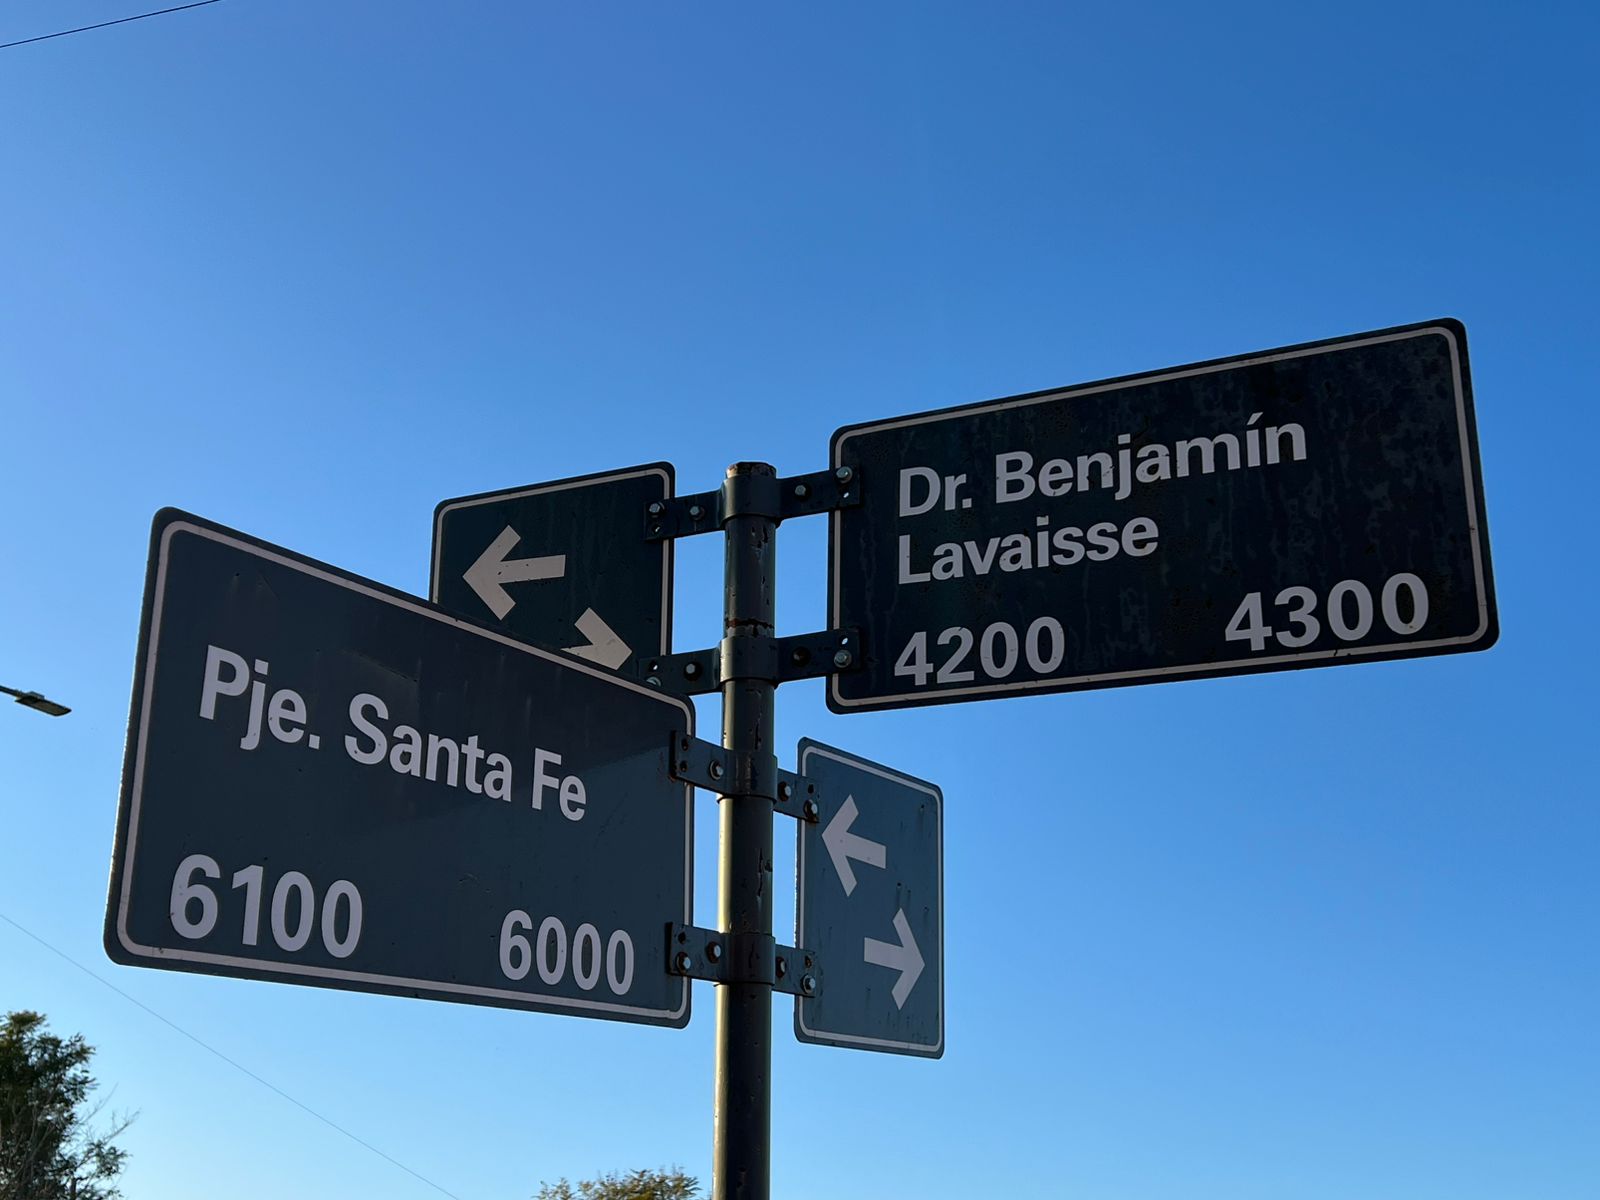 Pje. Santa Fe
6100 6000
Dr. Benjamín
Lavaisse
4200 4300